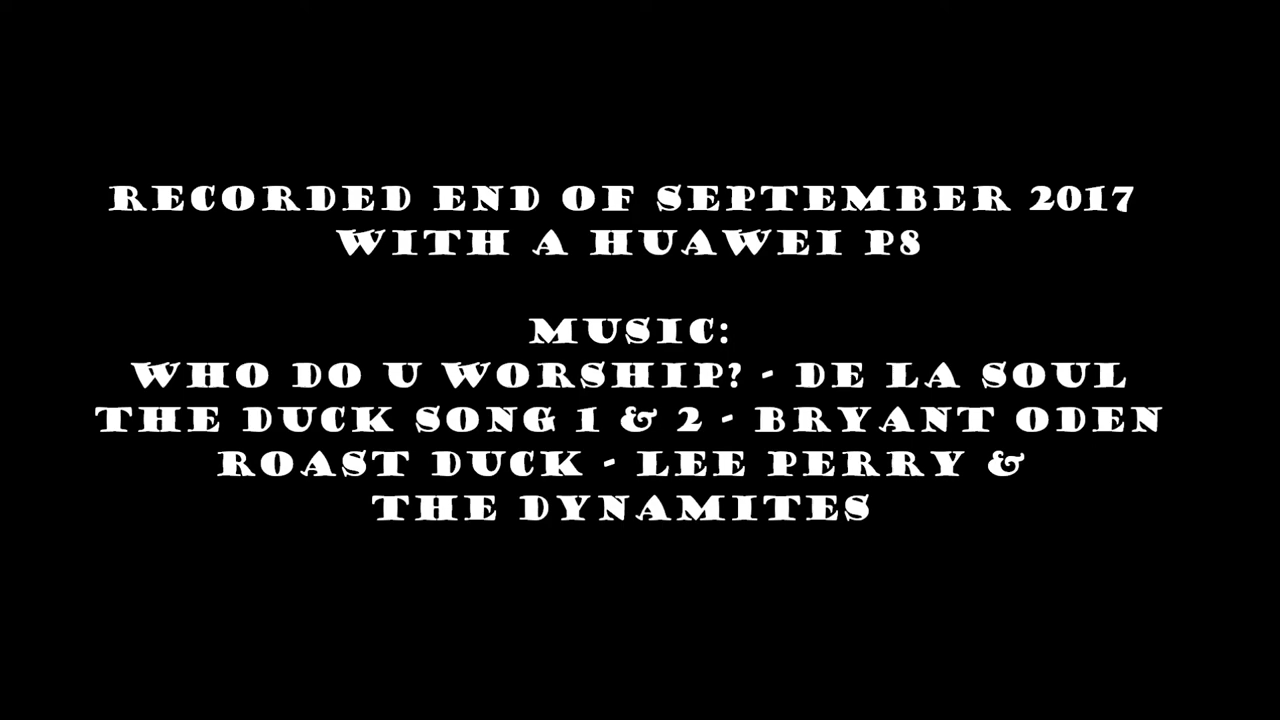 RECORDED END OF SEPTEMBER 2017
WITH A HUAWEI P8
MUSIC:
WHO DO U WORSHIP? - DE LA SOUL
THE DUCK SONG 1 & 2 - BRYANT ODEN
ROAST DUCK - LEE PERRY &
THE DYNAMITES